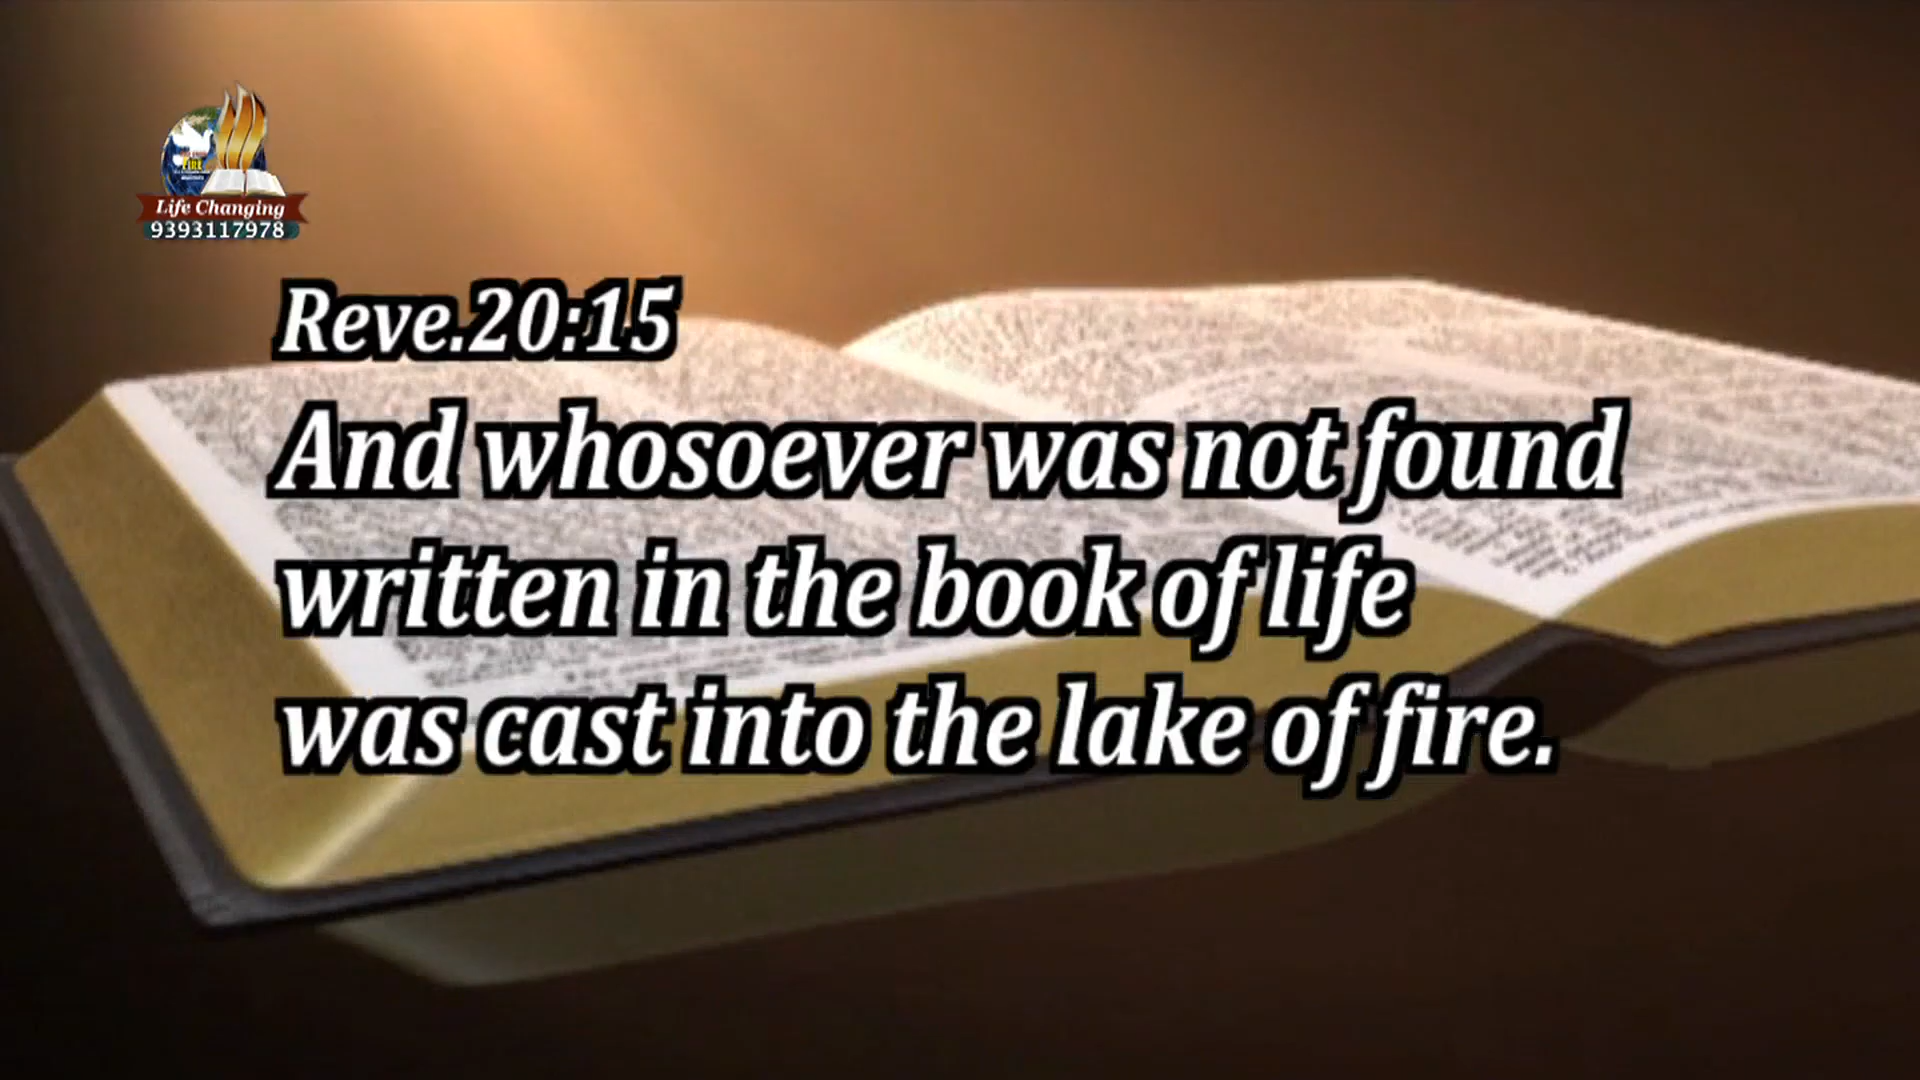 FIRE
Life Changing
9393117978
Reve.20:15
And whosoever was not found
written in the book of life
was cast into the lake of fire.